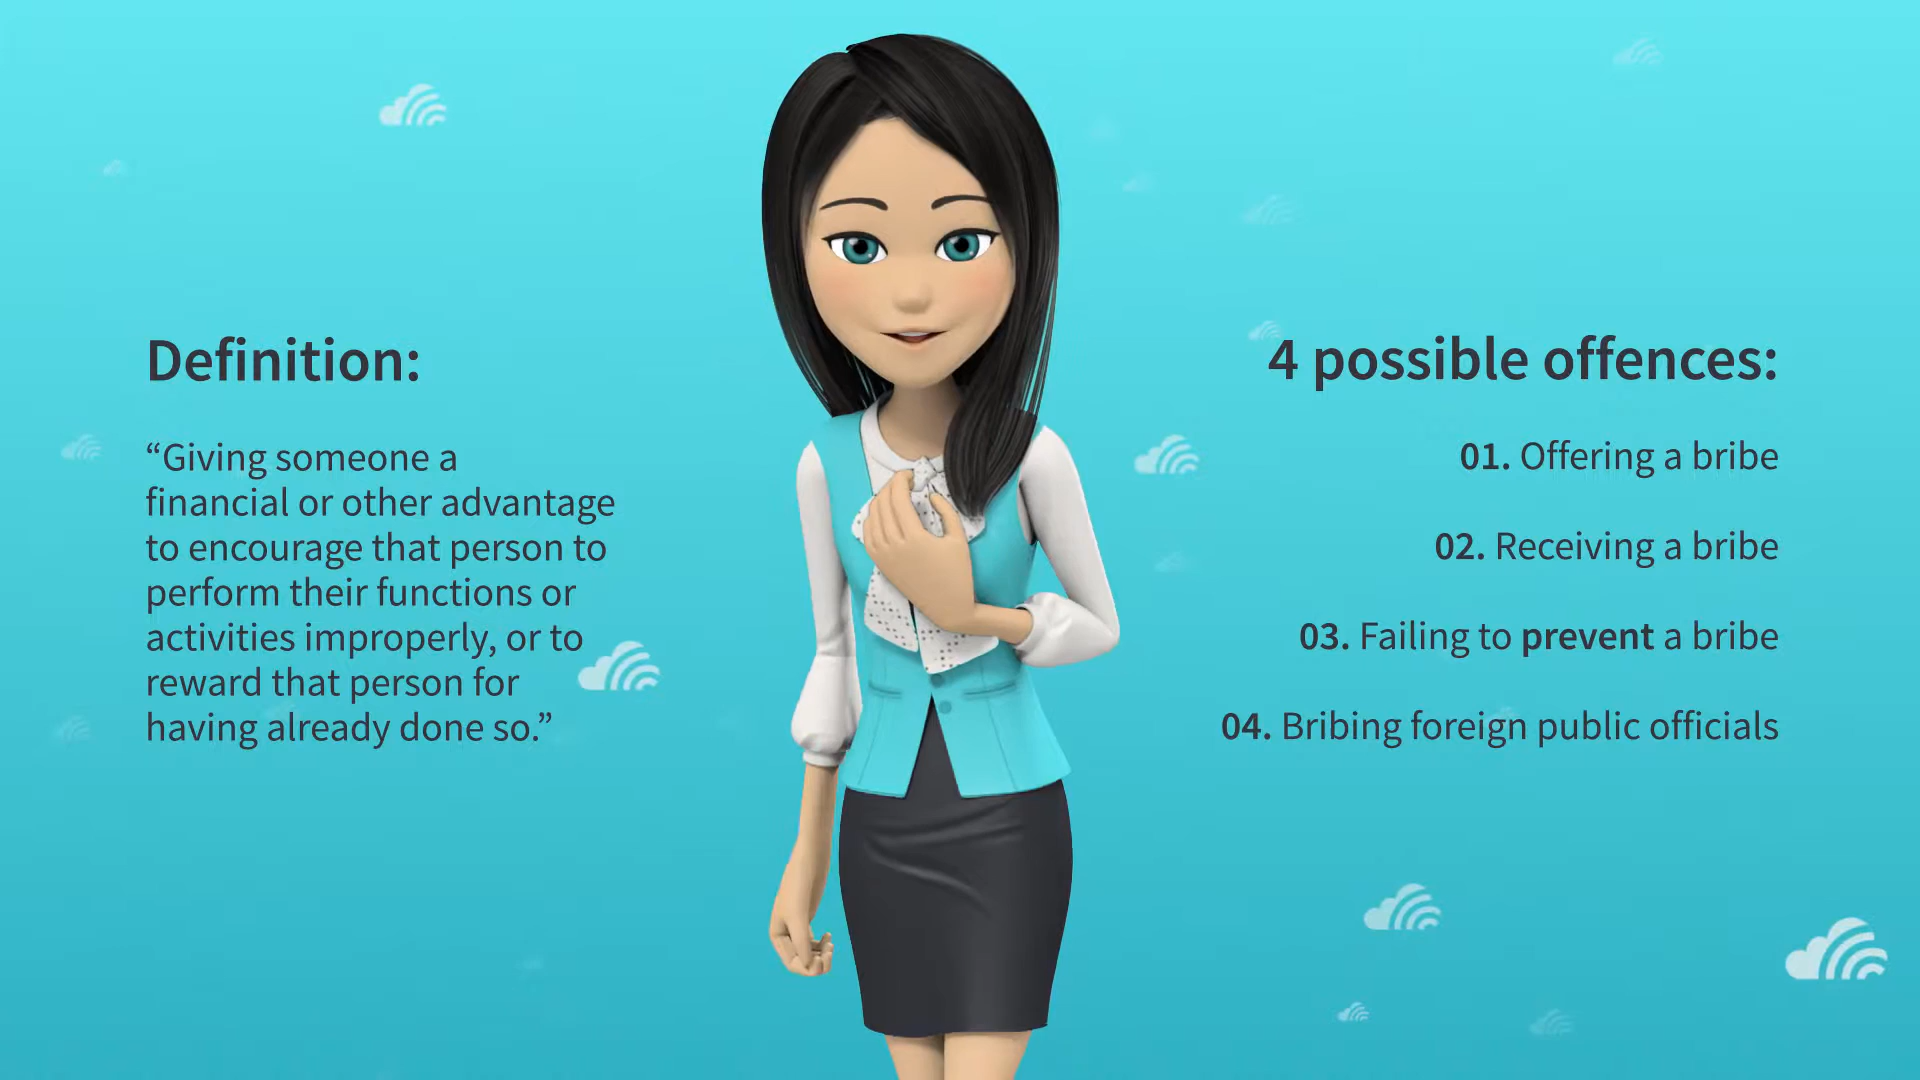 Definition:
“Giving someone a
financial or other advantage
to encourage that person to
perform their functions or
activities improperly, or to
reward that person for
having already done so.”
4 possible offences:
01. Offering a bribe
02. Receiving a bribe
03. Failing to prevent a bribe
04. Bribing foreign public officials